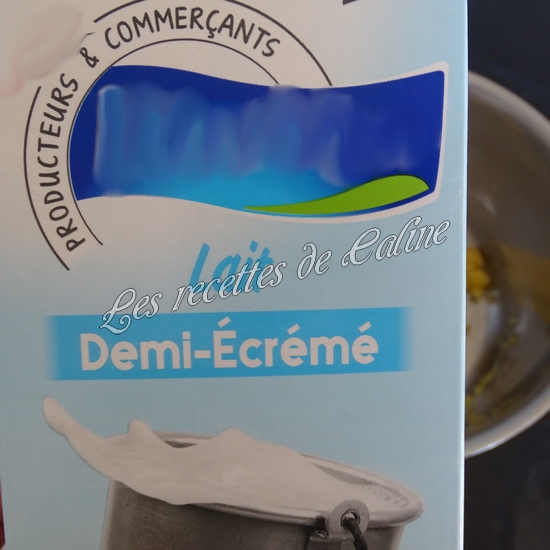 PRODUCTEURS & COMMERÇANTS
Lait
Les recettes de Caline
Demi-Écrémé